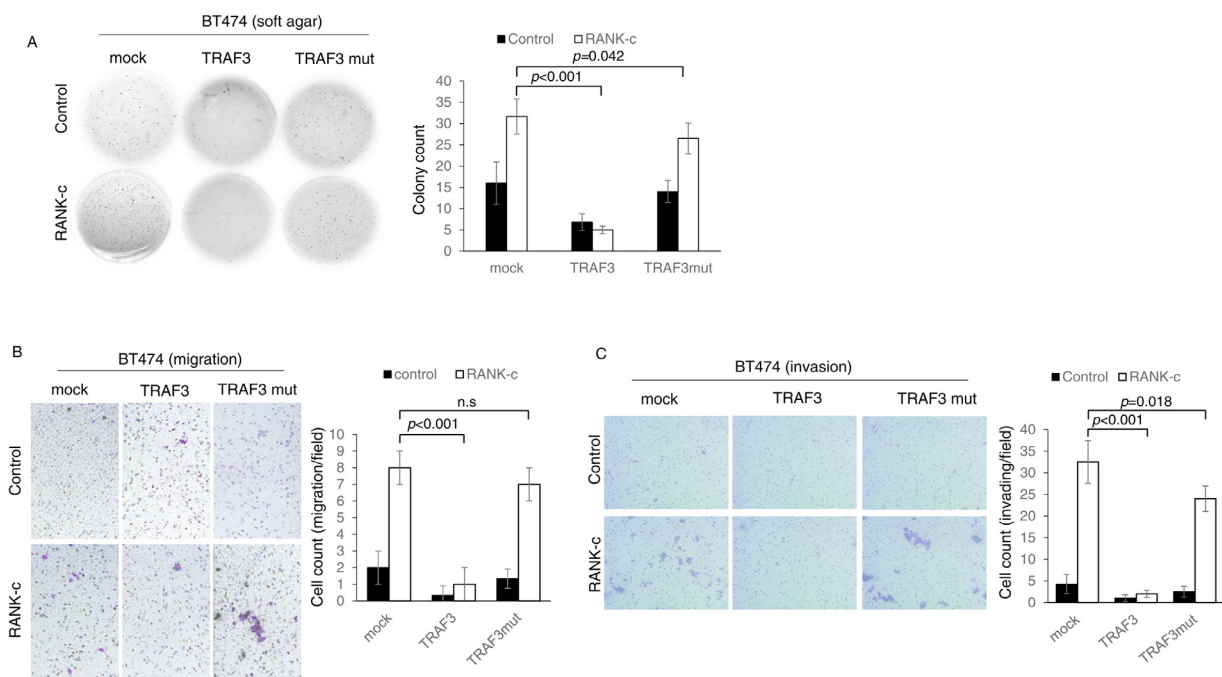 A
BT474 (soft agar)
mock TRAF3 TRAF3 mut
Control
RANK-c
Control RANK-c
p=0.042
p<0.001
Colony count
40
35
30
25
20
15
10
5
0
mock TRAF3 TRAF3mut
B
BT474 (migration)
mock TRAF3 TRAF3 mut
Control
RANK-c
control RANK-c
n.s
p<0.001
Cell count (migration/field)
10
9
8
7
6
5
4
3
2
1
0
mock TRAF3 TRAF3mut
C
BT474 (invasion)
mock TRAF3 TRAF3 mut
Control
RANK-c
Control RANK-c
p=0.018
p<0.001
Cell count (invading/field)
40
35
30
25
20
15
10
5
0
mock TRAF3 TRAF3mut